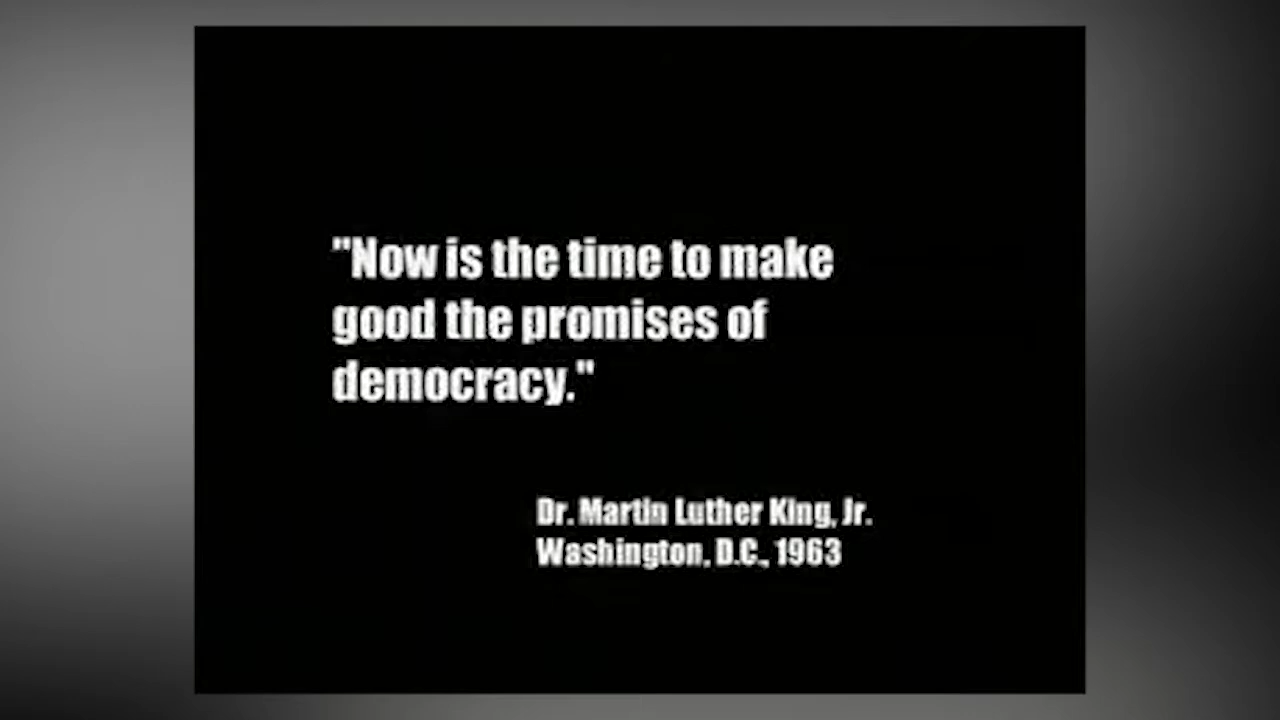 "Now is the time to make
good the promises of
democracy."
Dr. Martin Luther King, Jr.
Washington, D.C., 1963